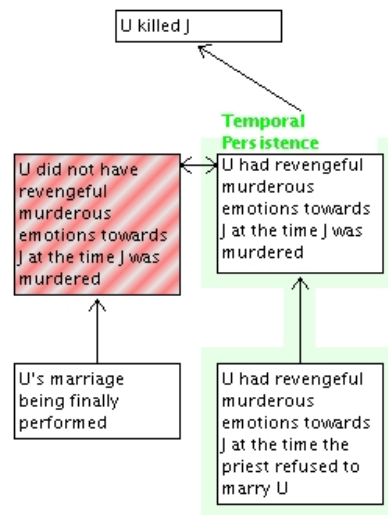 U killed J
Temporal
Persistence
U did not have
revengeful
murderous
emotions towards
J at the time J was
murdered
U had revengeful
murderous
emotions towards
J at the time J was
murdered
U's marriage
being finally
performed
U had revengeful
murderous
emotions towards
J at the time the
priest refused to
marry U